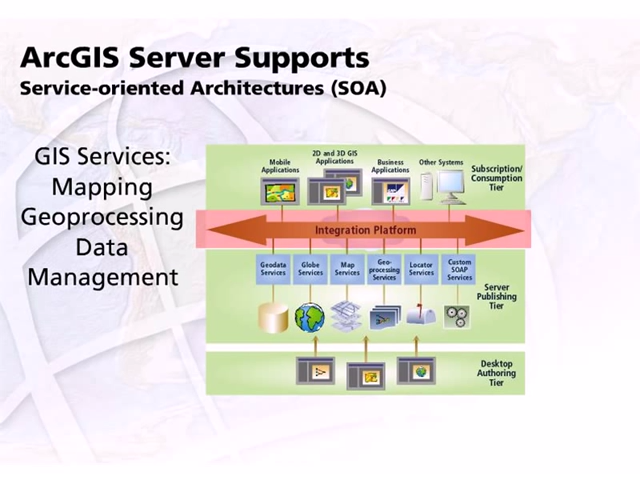 ArcGIS Server Supports
Service-oriented Architectures (SOA)
GIS Services:
Mapping
Geoprocessing
Data
Management
Mobile
Applications
2D and 3D GIS
Applications
Business
Applications
Other Systems
Subscription/
Consumption
Tier
Integration Platform
Geodata
Services
Globe
Services
Map
Services
Geo-
processing
Services
Locator
Services
Custom
SOAP
Services
Server
Publishing
Tier
Desktop
Authoring
Tier